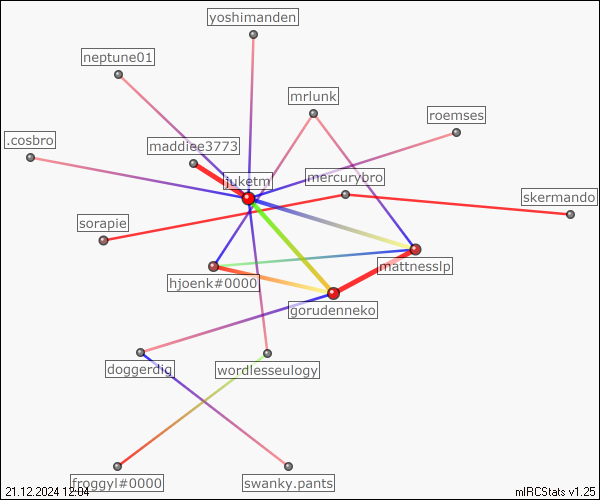 yoshimanden
neptune01
mrlunk
roemses
.cosbro
maddiee3773
juketm
mercurybro
skermando
sorapie
mattnesslp
hjoenk#0000
gorudenneko
doggerdig
wordlesseulogy
froggyl#0000
swanky.pants
21.12.2024 12:04
mIRCStats v1.25